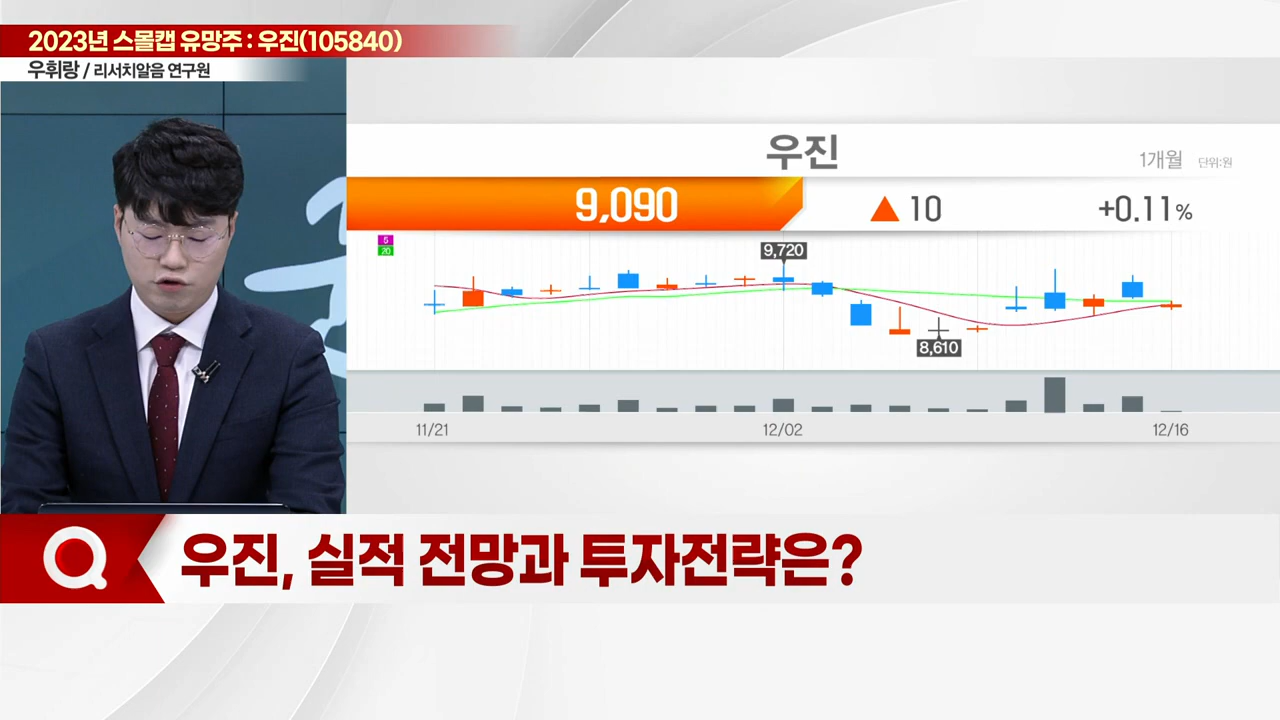 2023년 스몰캡 유망주 : 우진(105840)
우휘랑 / 리서치알음 연구원
우진
1개월 단위:원
9,090 ▲ 10 +0.11%
5
20
9,720
8,610
11/21 12/02 12/16
Q 우진, 실적 전망과 투자전략은?